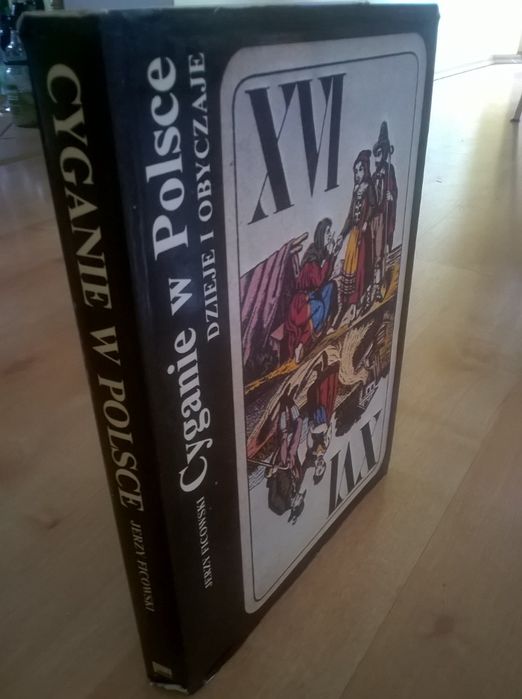 CYGANIE W POLSCE JERZY FICOWSKI
JERZY FICOWSKI Cyganie w Polsce
DZIEJE I OBYCZAJE
XVI
XVI